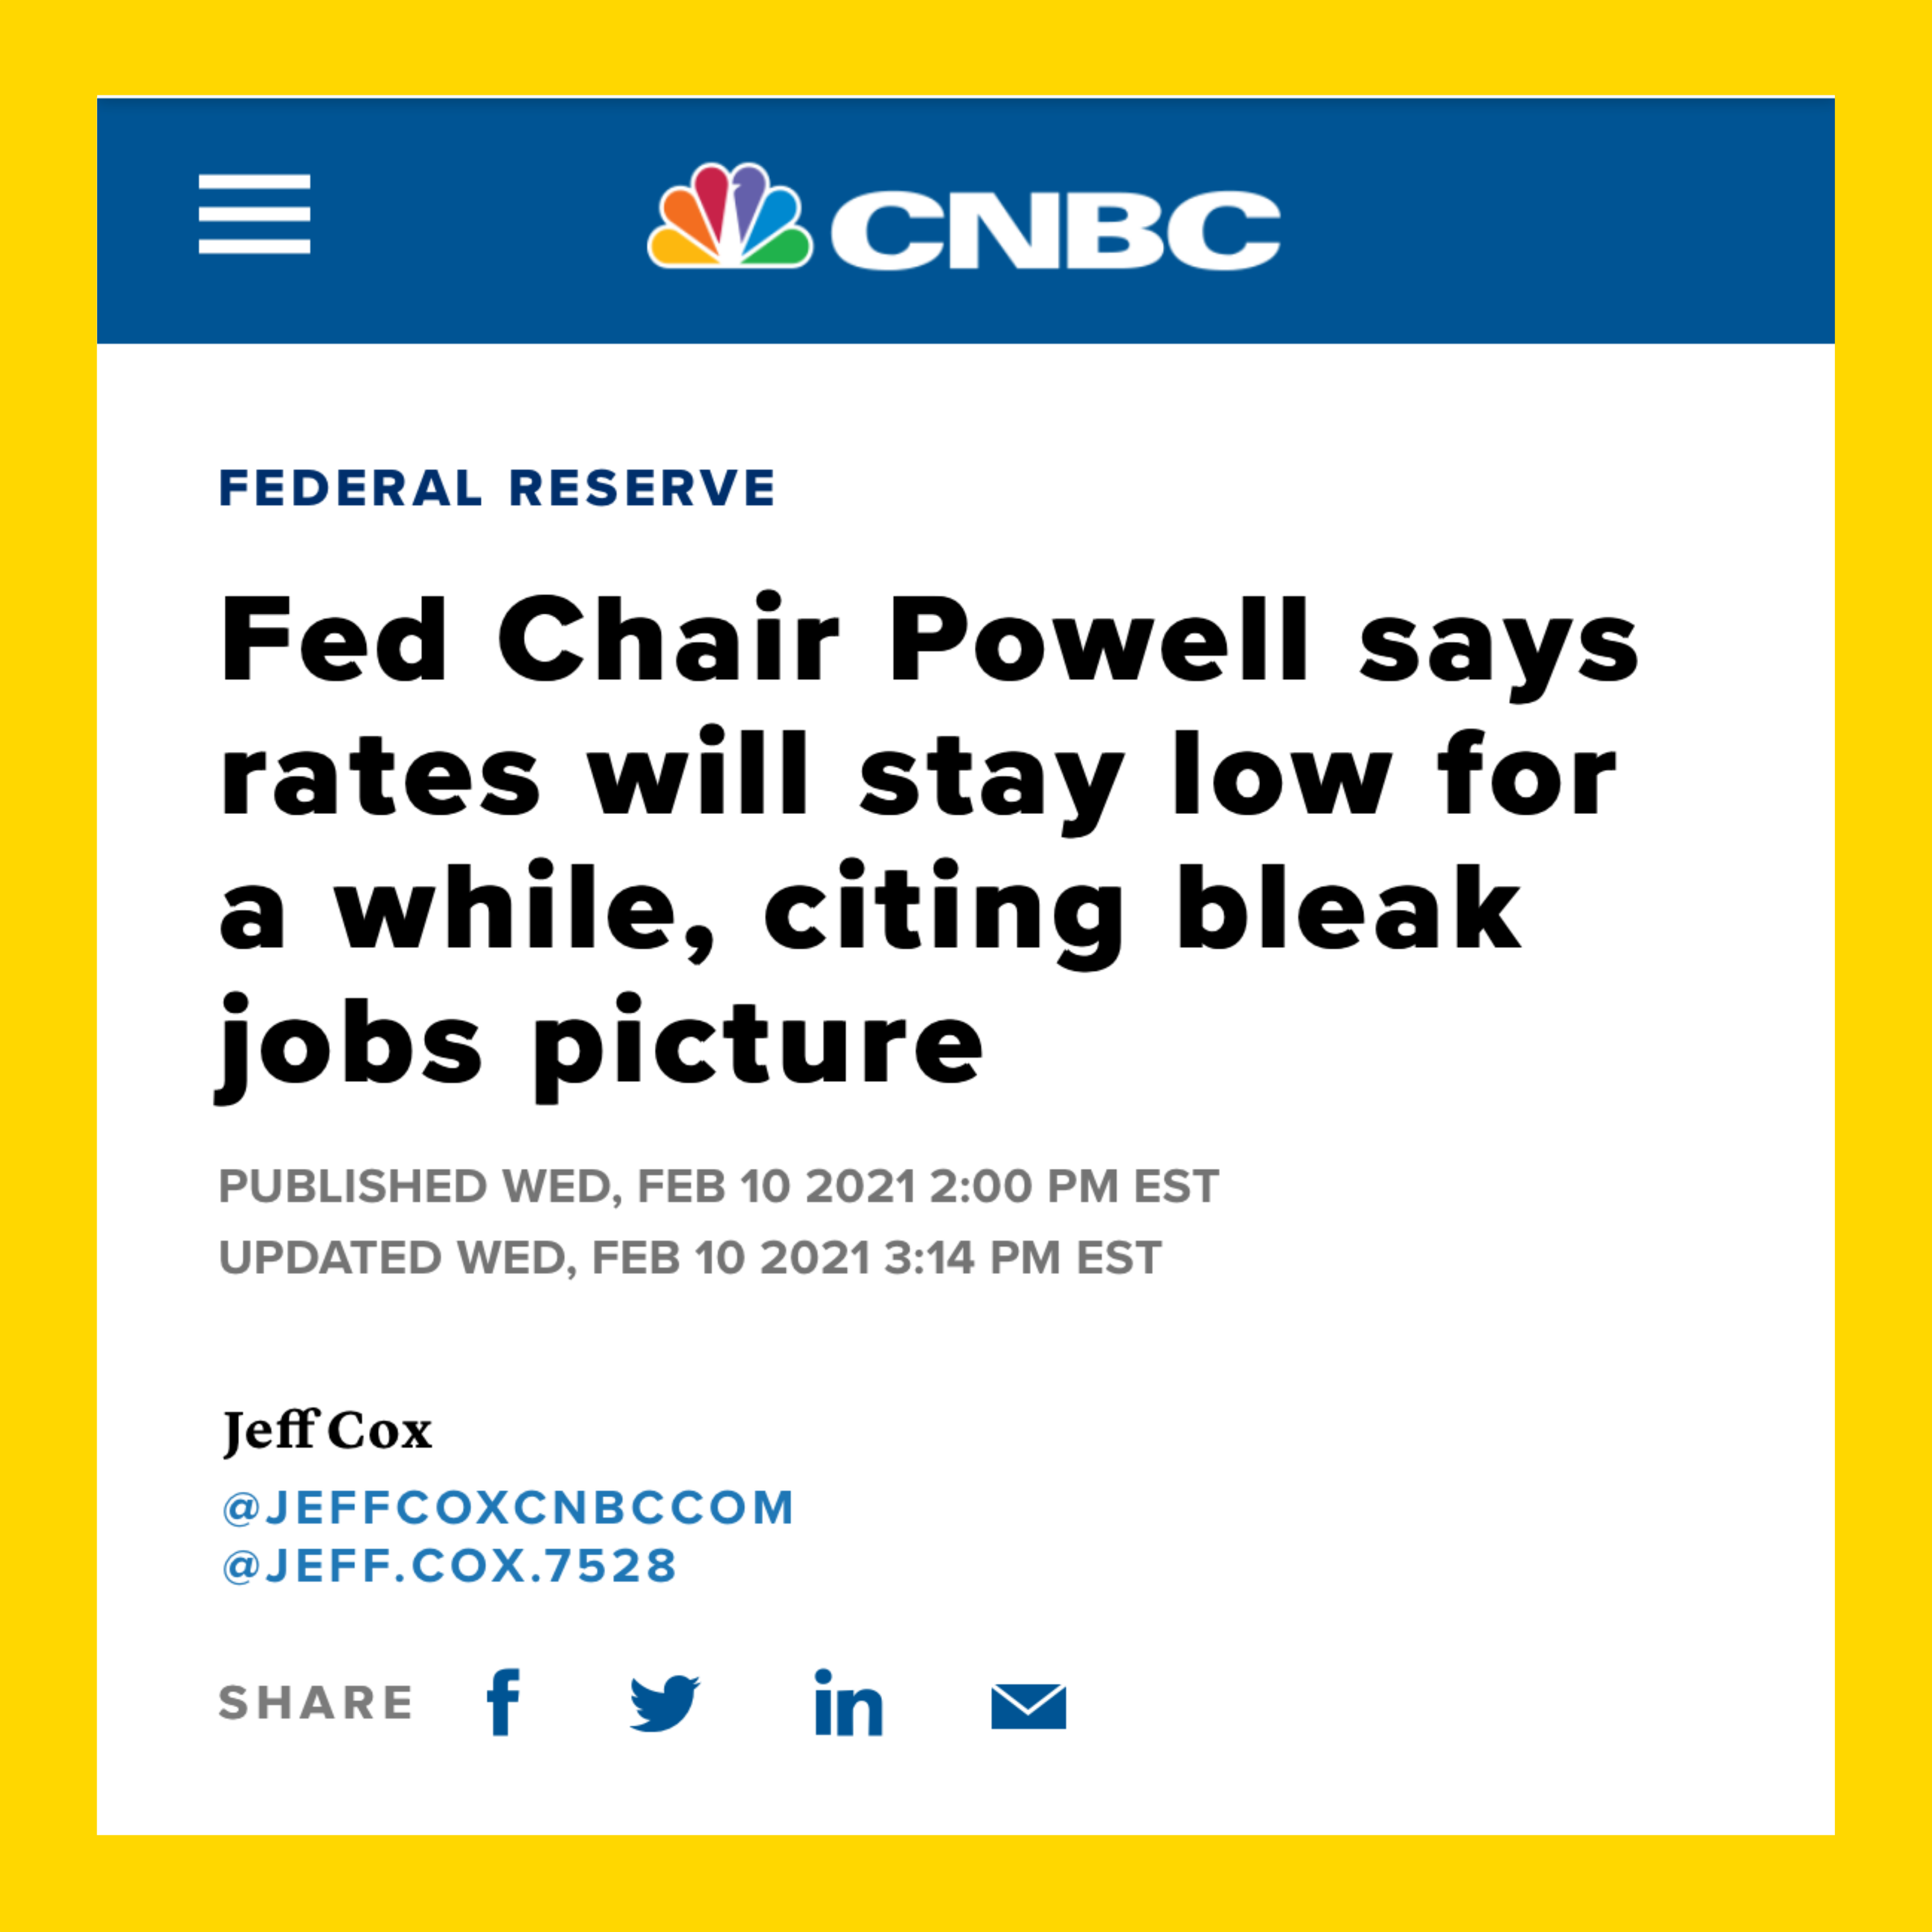 CNBC
FEDERAL RESERVE
Fed Chair Powell says
rates will stay low for
a while, citing bleak
jobs picture
PUBLISHED WED, FEB 10 2021 2:00 PM EST
UPDATED WED, FEB 10 2021 3:14 PM EST
Jeff Cox
@JEFFCOXCNBCCOM
@JEFF.COX.7528
SHARE